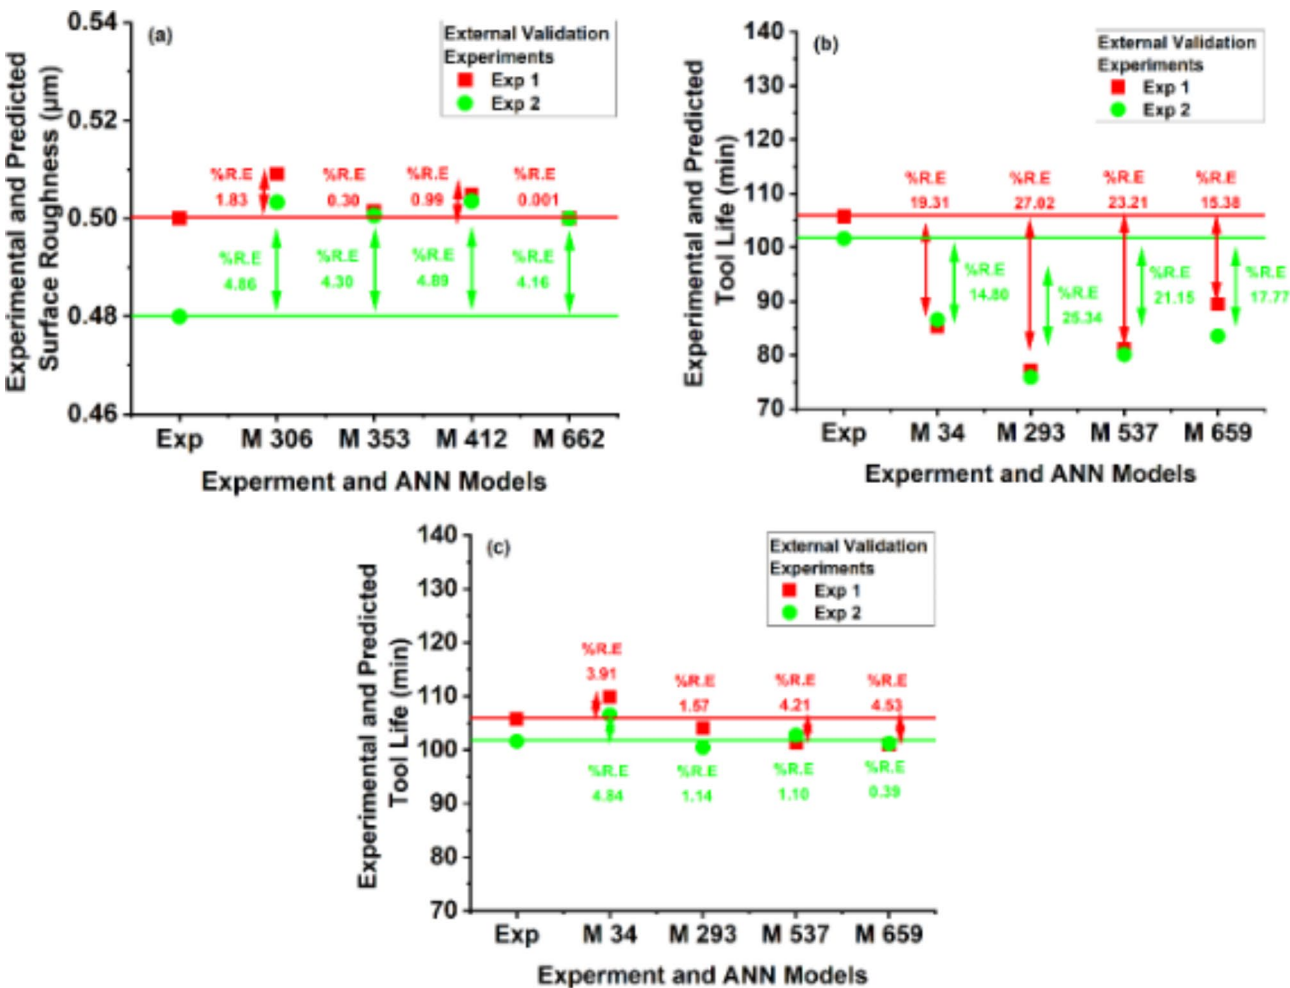 (a)
External Validation
Experiments
Exp 1
Exp 2
Experimental and Predicted
Surface Roughness (μm)
0.54
0.52
0.50
0.48
0.46
%R.E
1.83
%R.E
0.30
%R.E
0.99
%R.E
0.001
%R.E
4.86
%R.E
4.30
%R.E
4.89
%R.E
4.16
Exp M 306 M 353 M 412 M 662
Experment and ANN Models
(b)
External Validation
Experiments
Exp 1
Exp 2
Experimental and Predicted
Tool Life (min)
140
130
120
110
100
90
80
70
%R.E
19.31
%R.E
27.02
%R.E
23.21
%R.E
15.38
%R.E
14.80
%R.E
25.34
%R.E
21.15
%R.E
17.77
Exp M 34 M 293 M 537 M 659
Experment and ANN Models
(c)
External Validation
Experiments
Exp 1
Exp 2
Experimental and Predicted
Tool Life (min)
140
130
120
110
100
90
80
70
%R.E
3.91
%R.E
1.57
%R.E
4.21
%R.E
4.53
%R.E
4.84
%R.E
1.14
%R.E
1.10
%R.E
0.39
Exp M 34 M 293 M 537 M 659
Experment and ANN Models